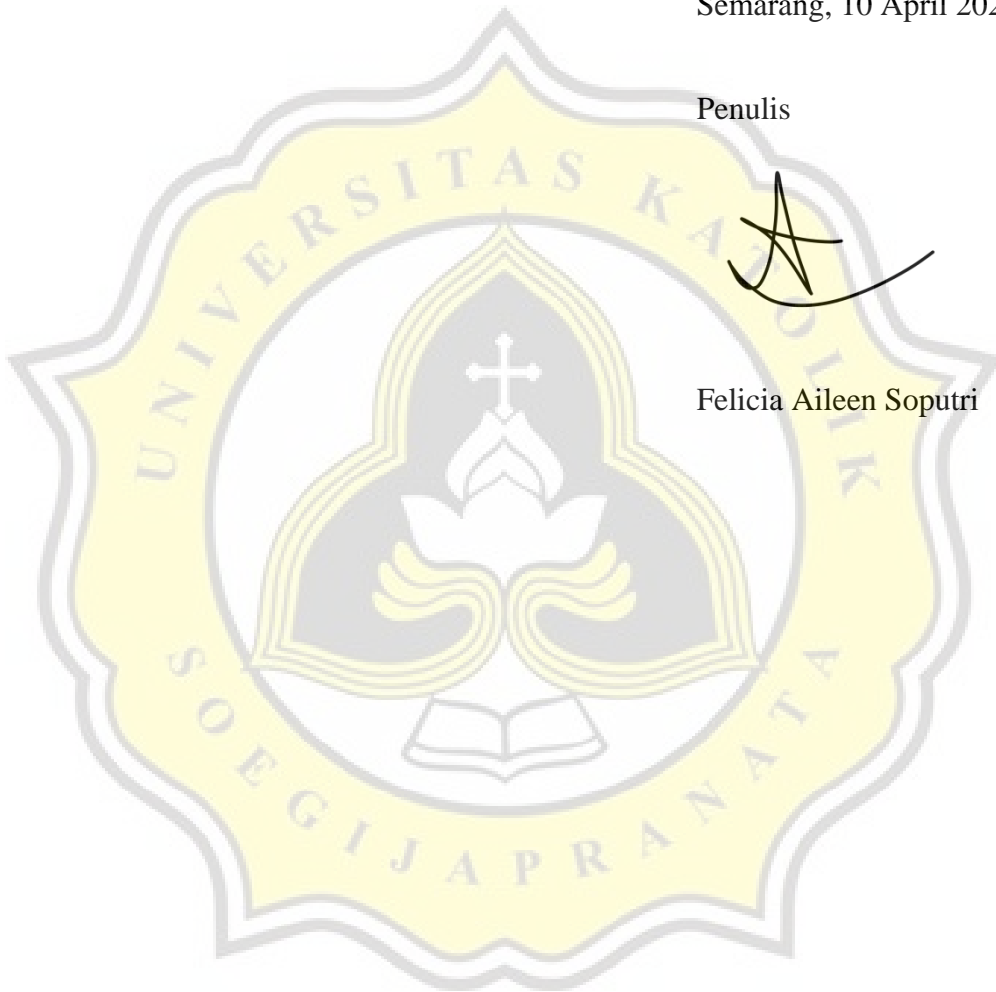 Semarang, 10 April 202
Penulis
UNIVERSITAS KATOLIK
Felicia Aileen Soputri
SOEGIJAPRANATA